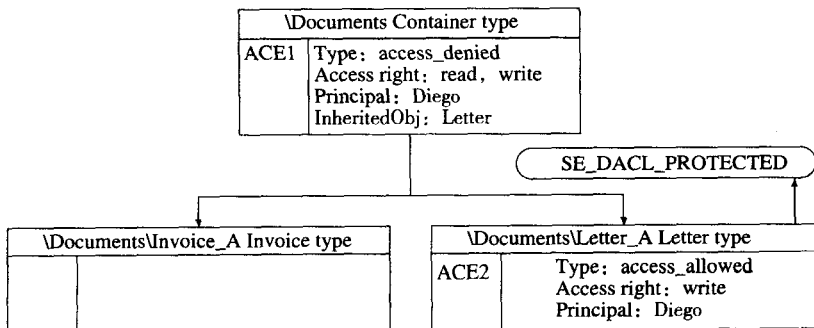 \Documents Container type
ACE1
Type：access_denied
Access right：read，write
Principal：Diego
InheritedObj：Letter
SE_DACL_PROTECTED
\Documents\Invoice_A Invoice type
\Documents\Letter_A Letter type
ACE2
Type：access_allowed
Access right：write
Principal：Diego